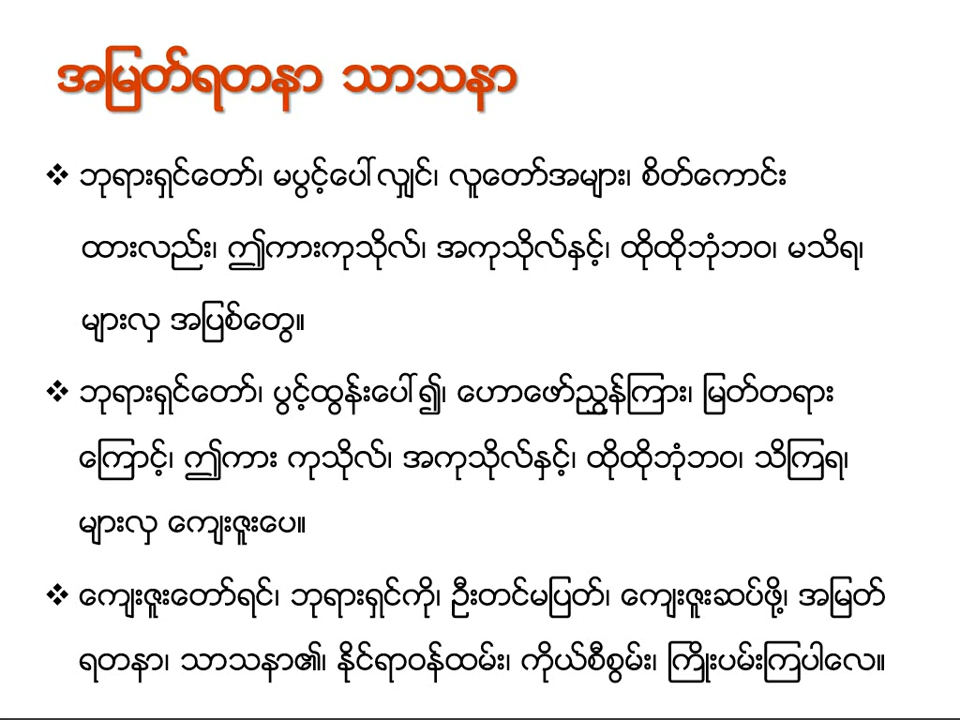 အမြတ်ရတနာ သာသနာ
❖ ဘုရားရှင်တော်၊ မပွင့်ပေါ်လျှင်၊ လူတော်အများ၊ စိတ်ကောင်း
ထားလည်း၊ ဤကားကုသိုလ်၊ အကုသိုလ်နှင့်၊ ထိုထိုဘုံဘဝ၊ မသိရ၊
များလှ အပြစ်တွေ။
❖ ဘုရားရှင်တော်၊ ပွင့်ထွန်းပေါ်၍၊ ဟောဖော်ညွှန်ကြား၊ မြတ်တရား
ကြောင့်၊ ဤကား ကုသိုလ်၊ အကုသိုလ်နှင့်၊ ထိုထိုဘုံဘဝ၊ သိကြရ၊
များလှ ကျေးဇူးပေ။
❖ ကျေးဇူးတော်ရင်၊ ဘုရားရှင်ကို၊ ဦးတင်မပြတ်၊ ကျေးဇူးဆပ်ဖို့၊ အမြတ်
ရတနာ၊ သာသနာ၏၊ နိုင်ရာဝန်ထမ်း၊ ကိုယ်စီစွမ်း၊ ကြိုးပမ်းကြပါလေ။